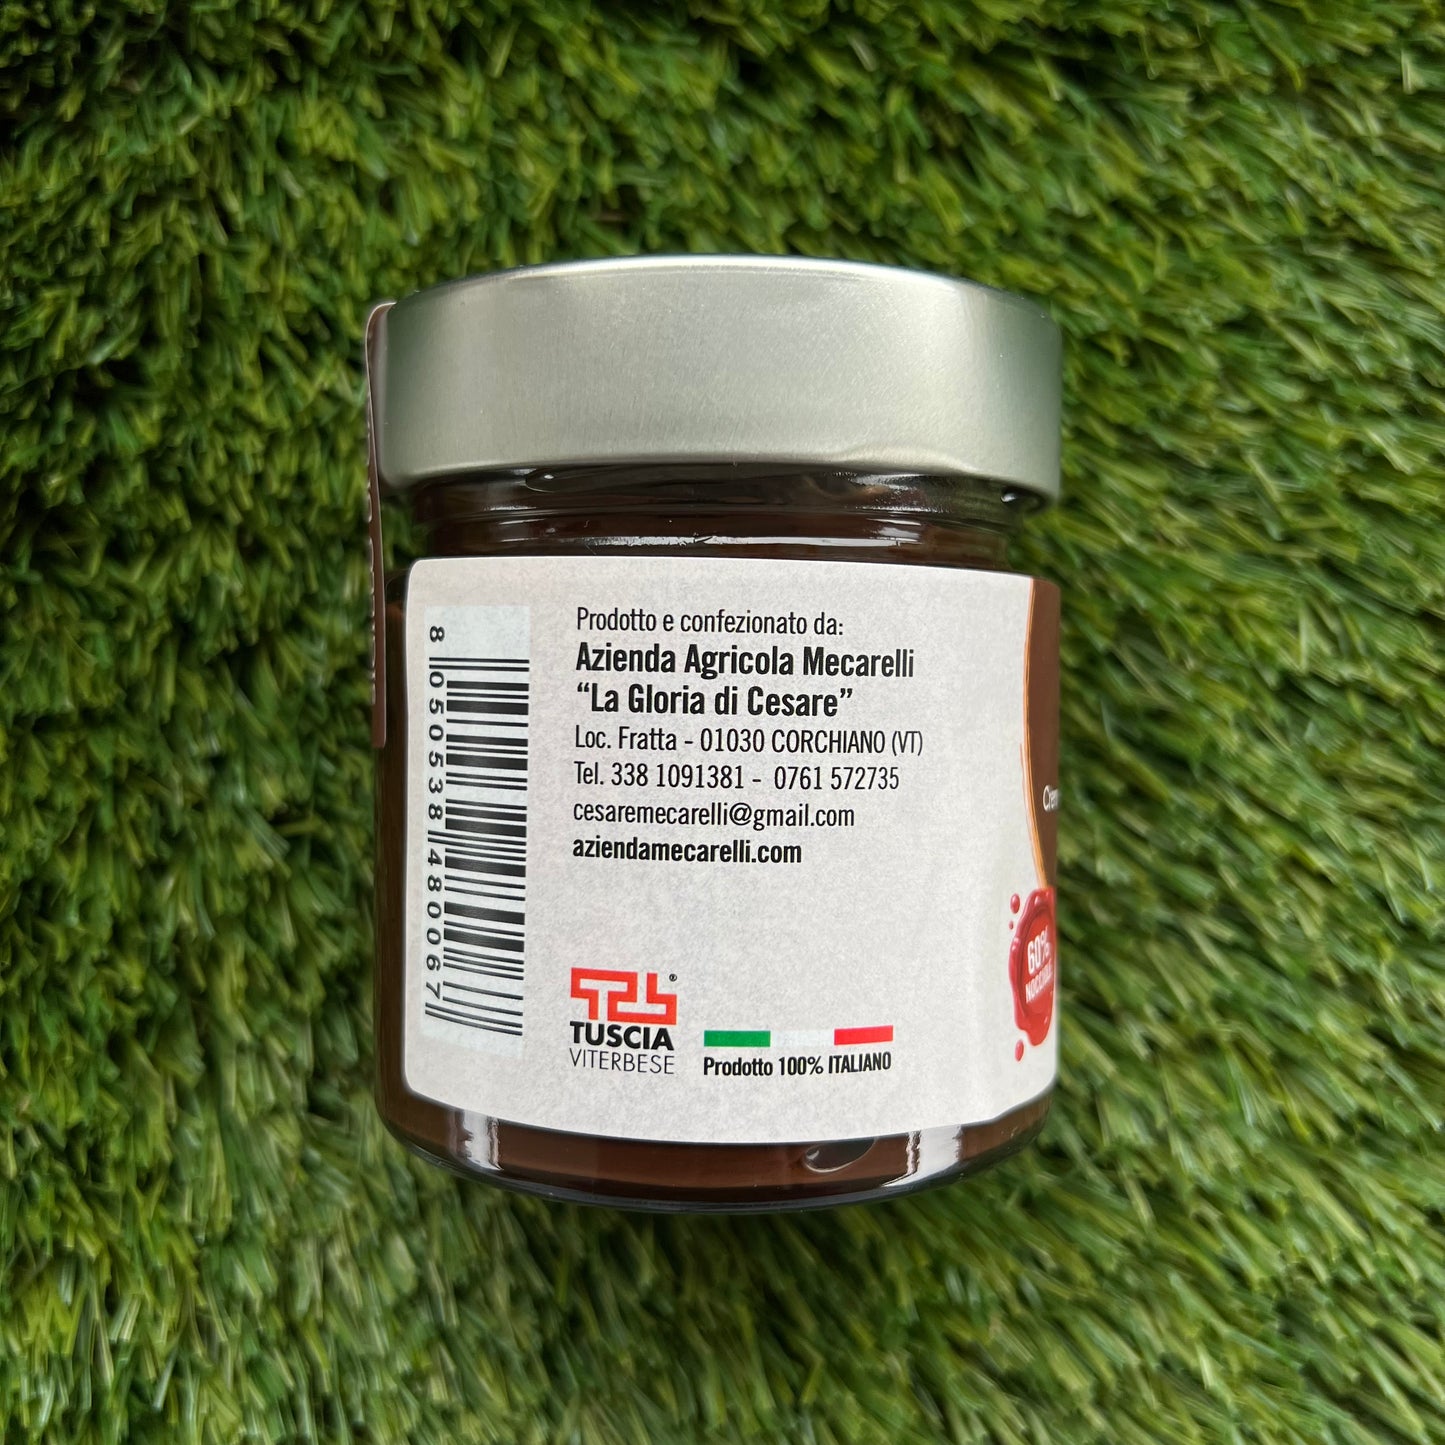 Prodotto e confezionato da:
Azienda Agricola Mecarelli
“La Gloria di Cesare”
Loc. Fratta - 01030 CORCHIANO (VT)
Tel. 338 1091381 - 0761 572735
cesaremecarelli@gmail.com
aziendamecarelli.com
8 050538 480067
TUSCIA ®
VITERBESE
Prodotto 100% ITALIANO
60%